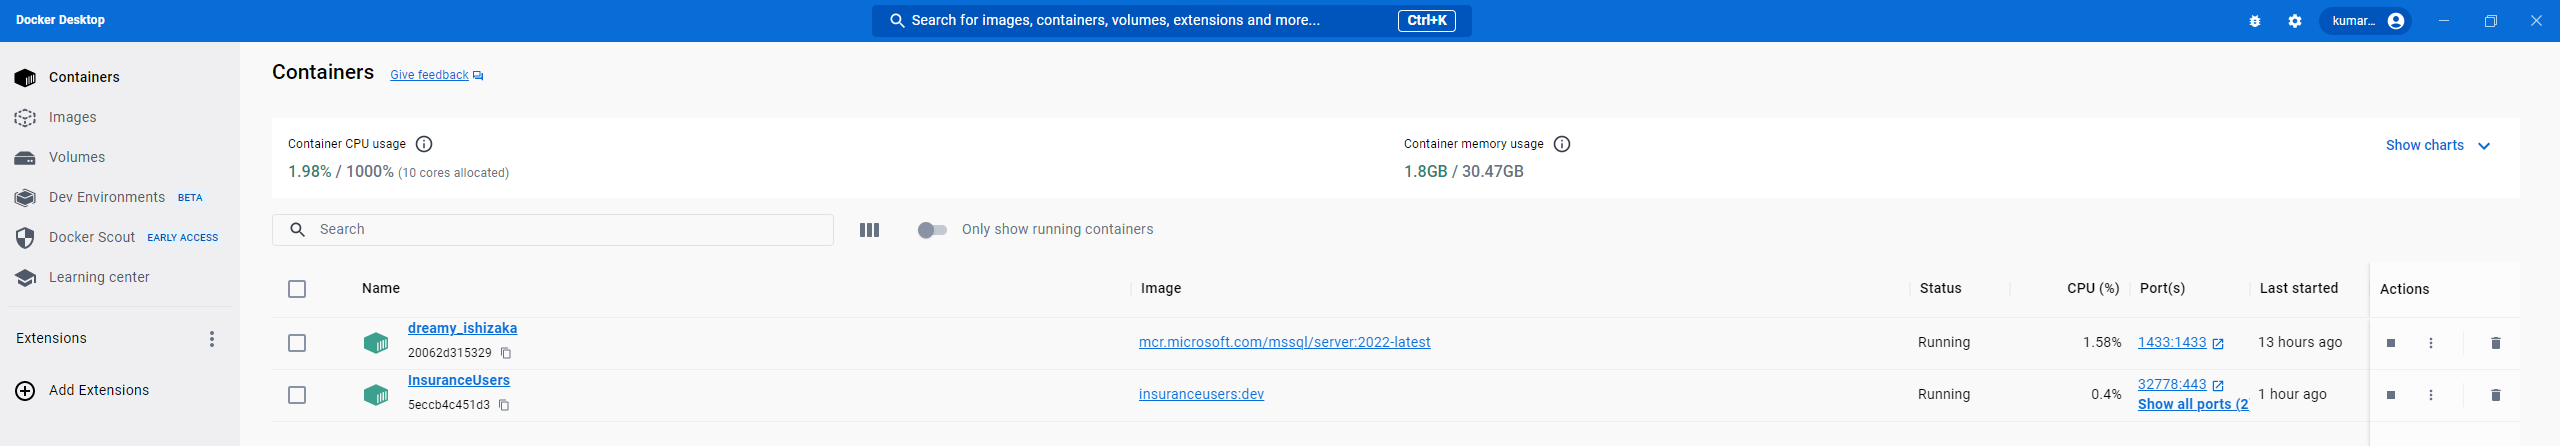 Docker Desktop
Search for images, containers, volumes, extensions and more... Ctrl+K
kumar...
Containers
Images
Volumes
Dev Environments BETA
Docker Scout EARLY ACCESS
Learning center
Extensions
Add Extensions
Containers Give feedback
Container CPU usage
1.98% / 1000% (10 cores allocated)
Container memory usage
1.8GB / 30.47GB
Show charts
Search
Only show running containers
Name Image Status CPU (%) Port(s) Last started Actions
dreamy_ishizaka
20062d315329
mcr.microsoft.com/mssql/server:2022-latest Running 1.58% 1433:1433 13 hours ago
InsuranceUsers
5eccb4c451d3
insuranceusers:dev Running 0.4% 32778:443 1 hour ago
Show all ports (2